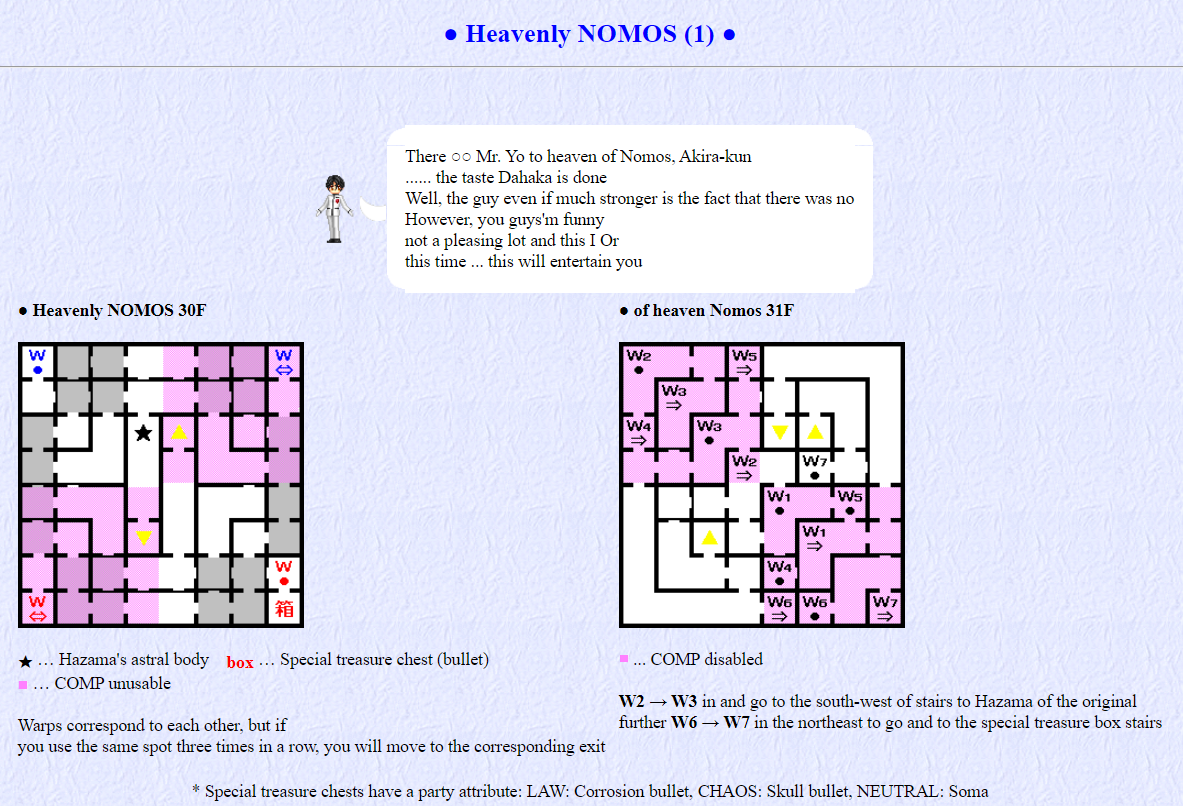 ● Heavenly NOMOS (1) ●
There ○○ Mr. Yo to heaven of Nomos, Akira-kun
...... the taste Dahaka is done
Well, the guy even if much stronger is the fact that there was no
However, you guys'm funny
not a pleasing lot and this I Or
this time ... this will entertain you
● Heavenly NOMOS 30F
W
●
W
⇔
★
▲
▼
W
●
W
⇔
箱
★ … Hazama's astral body box … Special treasure chest (bullet)
■ … COMP unusable
Warps correspond to each other, but if
you use the same spot three times in a row, you will move to the corresponding exit
● of heaven Nomos 31F
W2
●
W5
⇒
W3
⇒
W4
⇒
W3
●
▼
▲
W2
⇒
W7
●
W1
●
W5
●
▲
W1
⇒
W4
●
W6
⇒
W6
●
W7
⇒
■ ... COMP disabled
W2 → W3 in and go to the south-west of stairs to Hazama of the original
further W6 → W7 in the northeast to go and to the special treasure box stairs
* Special treasure chests have a party attribute: LAW: Corrosion bullet, CHAOS: Skull bullet, NEUTRAL: Soma